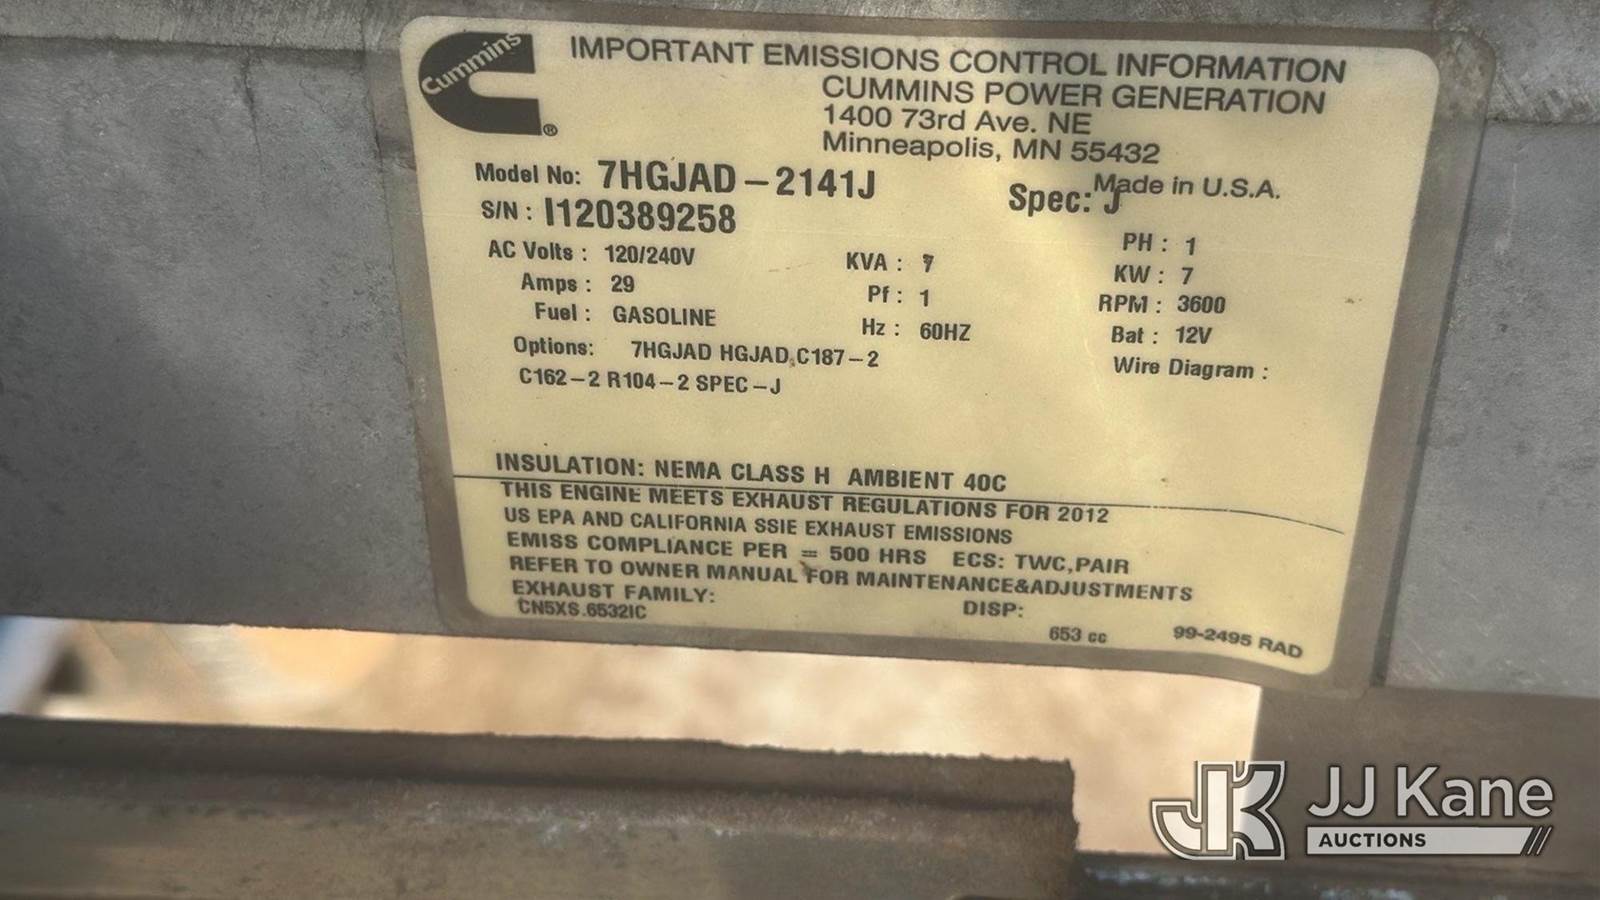 Cummins
®
IMPORTANT EMISSIONS CONTROL INFORMATION
CUMMINS POWER GENERATION
1400 73rd Ave. NE
Minneapolis, MN 55432
Made in U.S.A.
Model No: 7HGJAD-2141J
Spec: J
S/N: I120389258
AC Volts: 120/240V
KVA: 7
PH: 1
Amps: 29
Pf: 1
KW: 7
Fuel: GASOLINE
Hz: 60HZ
RPM: 3600
Bat: 12V
Options: 7HGJAD HGJAD C187-2
C162-2 R104-2 SPEC-J
Wire Diagram:
INSULATION: NEMA CLASS H AMBIENT 40C
THIS ENGINE MEETS EXHAUST REGULATIONS FOR 2012
US EPA AND CALIFORNIA SSIE EXHAUST EMISSIONS
EMISS COMPLIANCE PER = 500 HRS ECS: TWC,PAIR
REFER TO OWNER MANUAL FOR MAINTENANCE&ADJUSTMENTS
EXHAUST FAMILY:
DISP:
CN5XS.6532IC
653 cc
99-2495 RAD
JK
JJ Kane
AUCTIONS